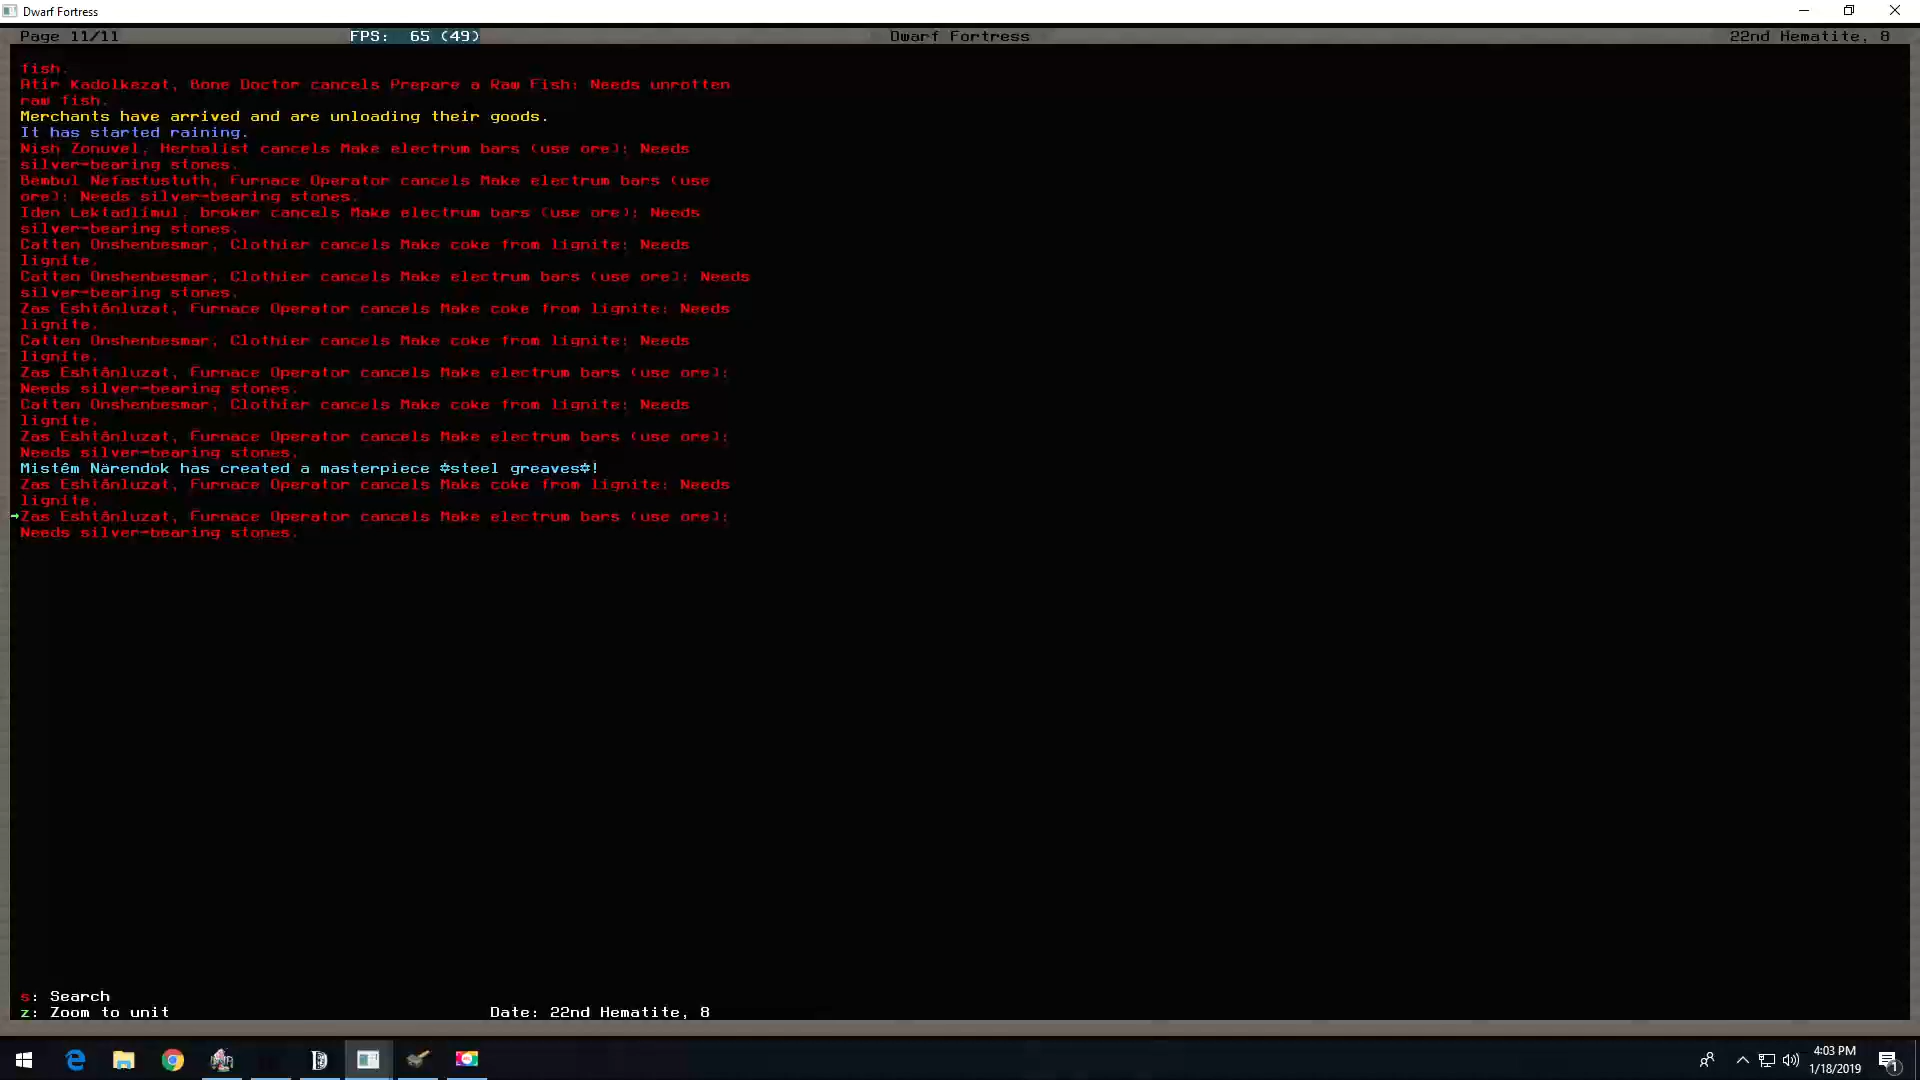 Dwarf Fortress
Page 11/11 FPS: 65 (49) Dwarf Fortress 22nd Hematite, 8
fish.
Atir Kadolkezat, Bone Doctor cancels Prepare a Raw Fish: Needs unrotten
raw fish.
Merchants have arrived and are unloading their goods.
It has started raining.
Nish Zonuvel, Herbalist cancels Make electrum bars (use ore): Needs
silver-bearing stones.
Bembul Nefastustuth, Furnace Operator cancels Make electrum bars (use
ore): Needs silver-bearing stones.
Iden Lektadlimul, broker cancels Make electrum bars (use ore): Needs
silver-bearing stones.
Catten Onshenbesmar, Clothier cancels Make coke from lignite: Needs
lignite.
Catten Onshenbesmar, Clothier cancels Make electrum bars (use ore): Needs
silver-bearing stones.
Zas Eshtânluzat, Furnace Operator cancels Make coke from lignite: Needs
lignite.
Catten Onshenbesmar, Clothier cancels Make coke from lignite: Needs
lignite.
Zas Eshtânluzat, Furnace Operator cancels Make electrum bars (use ore):
Needs silver-bearing stones.
Catten Onshenbesmar, Clothier cancels Make coke from lignite: Needs
lignite.
Zas Eshtânluzat, Furnace Operator cancels Make electrum bars (use ore):
Needs silver-bearing stones.
Mistêm Närendok has created a masterpiece ☼steel greaves☼!
Zas Eshtânluzat, Furnace Operator cancels Make coke from lignite: Needs
lignite.
→Zas Eshtânluzat, Furnace Operator cancels Make electrum bars (use ore):
Needs silver-bearing stones.
s: Search
z: Zoom to unit Date: 22nd Hematite, 8
4:03 PM
1/18/2019
1